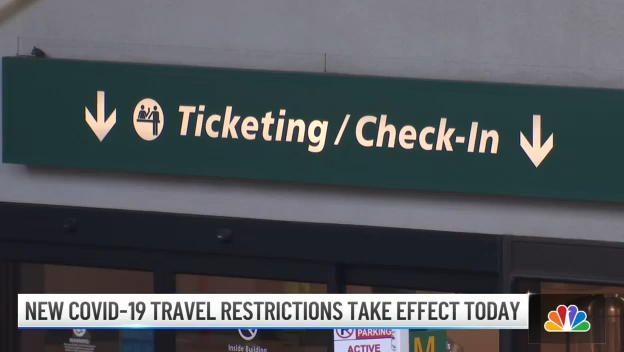 Ticketing / Check-In
NEW COVID-19 TRAVEL RESTRICTIONS TAKE EFFECT TODAY
Inside Building
PARKING
ACTIVE
M